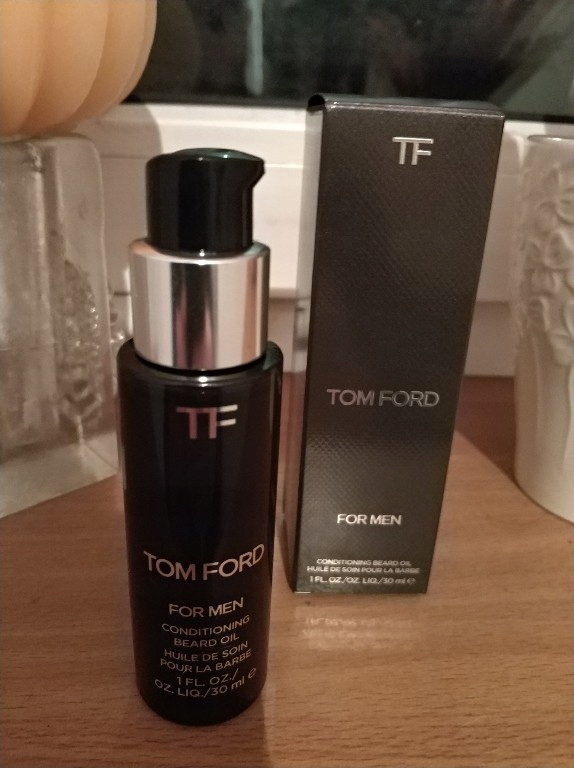 TF
TOM FORD
FOR MEN
CONDITIONING
BEARD OIL
HUILE DE SOIN
POUR LA BARBE
1 FL. OZ./
OZ. LIQ./30 ml ℮
TF
TOM FORD
FOR MEN
CONDITIONING BEARD OIL
HUILE DE SOIN POUR LA BARBE
1 FL. OZ./OZ. LIQ./30 ml ℮